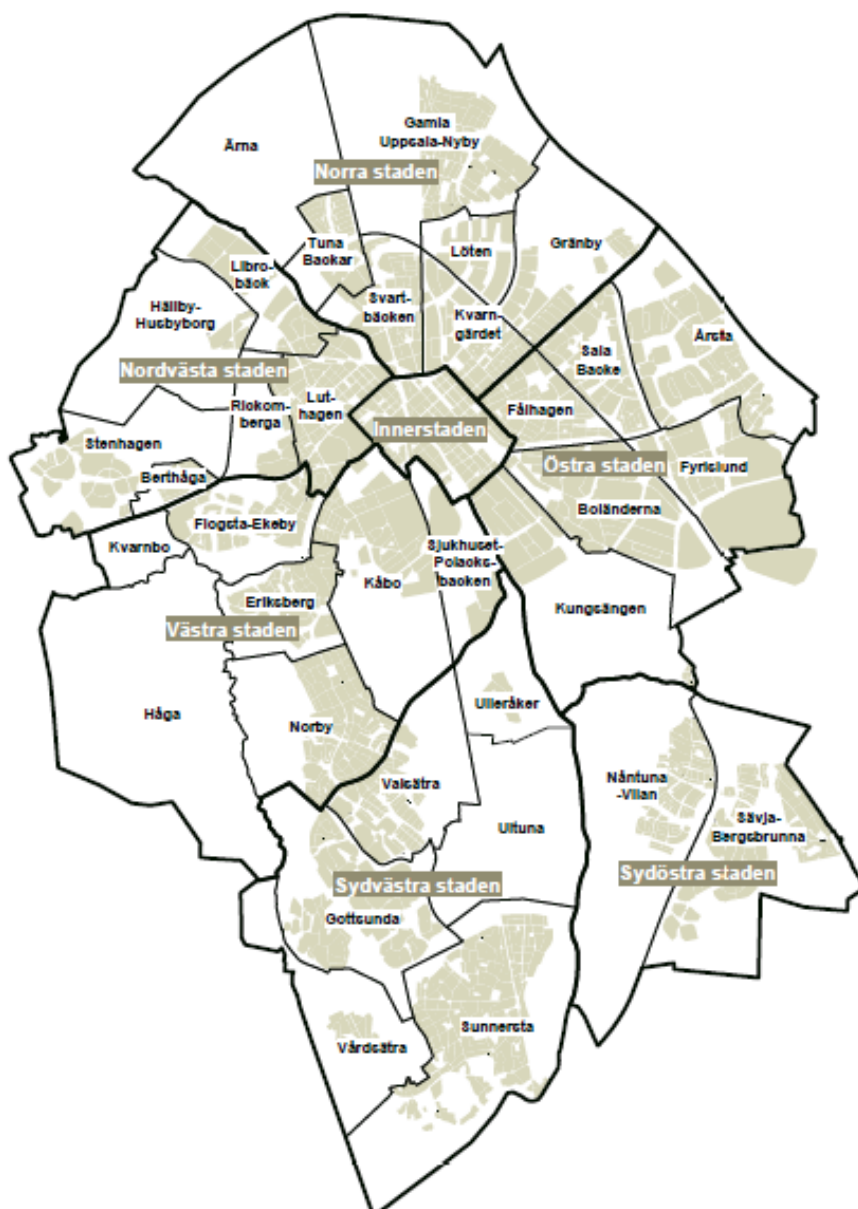 Gamla
Uppsala-Nyby
Ärna
Norra staden
Tuna
Backar
Löten
Gränby
Libro-
bäck
Hällby-
Husbyborg
Svart-
bäcken
Kvarn-
gärdet
Sala
Backe
Årsta
Nordvästa staden
Rickom-
berga
Lut-
hagen
Fålhagen
Innerstaden
Stenhagen
Berthåga
Östra staden
Fyrislund
Boländerna
Flogsta-Ekeby
Kvarnbo
Kåbo
Sjukhuset-
Polacks-
backen
Eriksberg
Kungsängen
Västra staden
Håga
Norby
Ulleråker
Valsätra
Nåntuna
-Vilan
Ultuna
Sävja-
Bergsbrunna
Sydvästra staden
Sydöstra staden
Gottsunda
Sunnersta
Vårdsätra